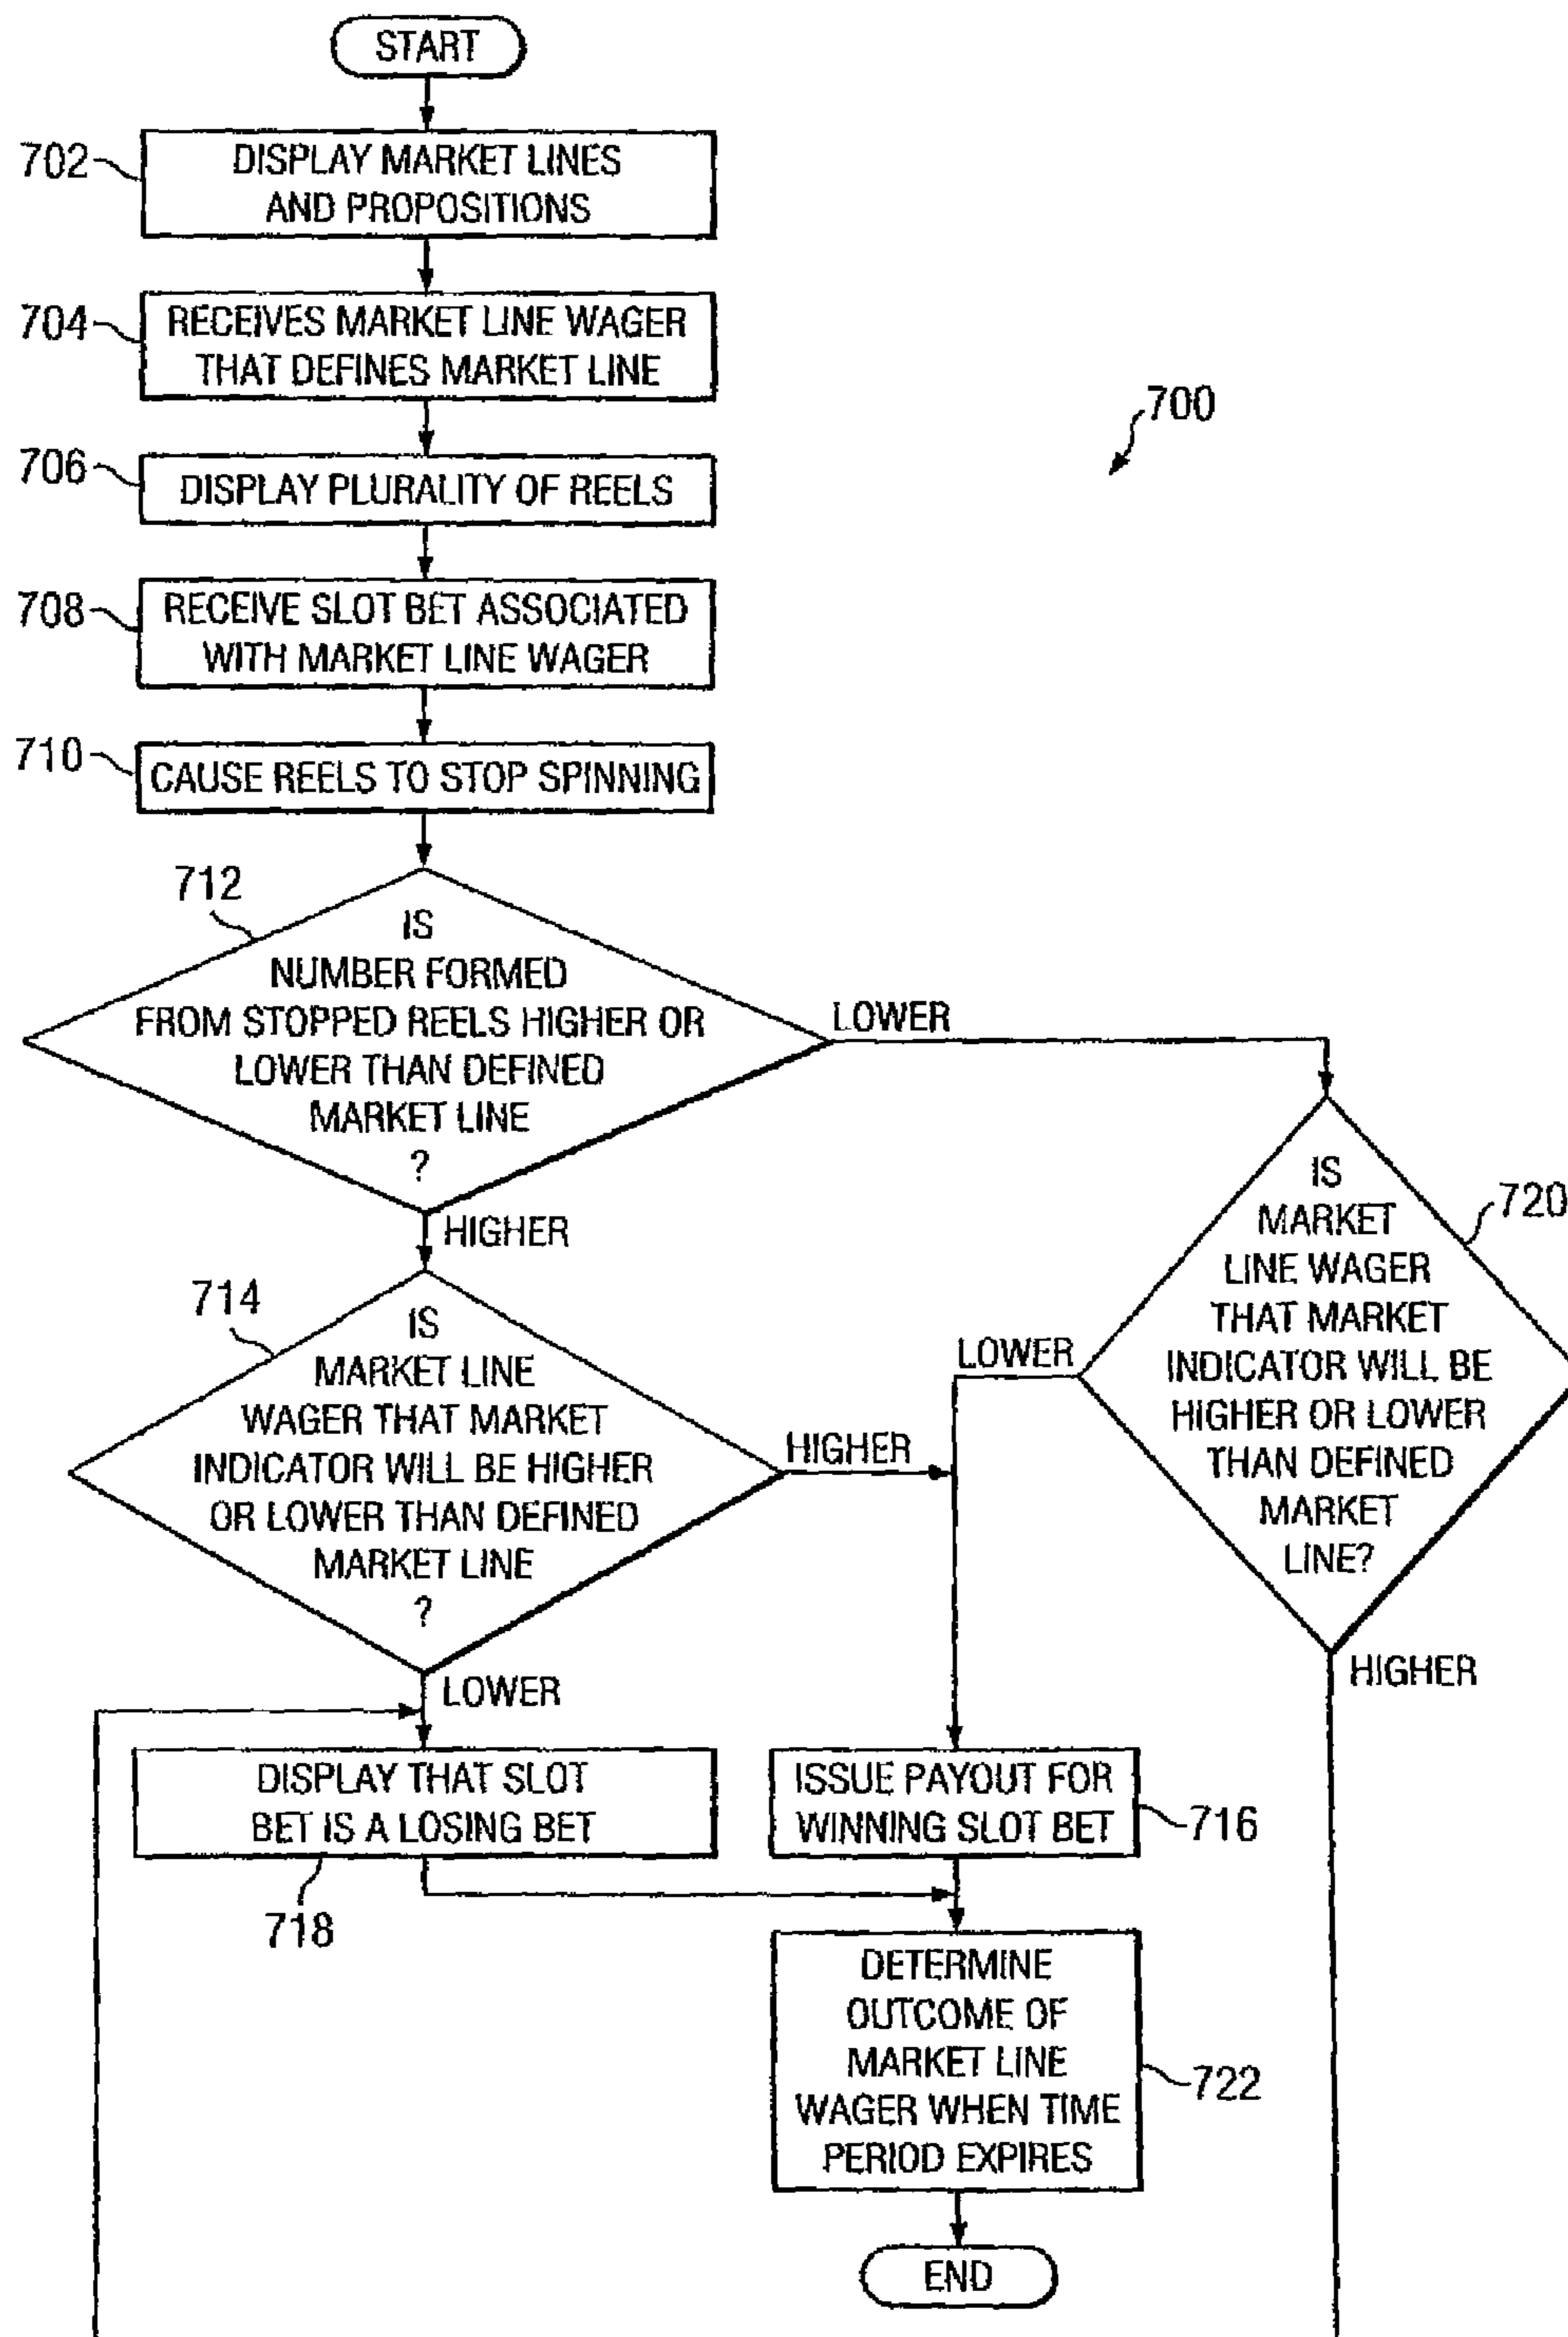 START
702
DISPLAY MARKET LINES
AND PROPOSITIONS
704
RECEIVES MARKET LINE WAGER
THAT DEFINES MARKET LINE
700
706
DISPLAY PLURALITY OF REELS
708
RECEIVE SLOT BET ASSOCIATED
WITH MARKET LINE WAGER
710
CAUSE REELS TO STOP SPINNING
712
IS
NUMBER FORMED
FROM STOPPED REELS HIGHER OR
LOWER THAN DEFINED
MARKET LINE
?
LOWER
HIGHER
720
IS
MARKET
LINE WAGER
THAT MARKET
INDICATOR WILL BE
HIGHER OR LOWER
THAN DEFINED
MARKET
LINE?
LOWER
HIGHER
714
IS
MARKET LINE
WAGER THAT MARKET
INDICATOR WILL BE HIGHER
OR LOWER THAN DEFINED
MARKET LINE
?
HIGHER
LOWER
DISPLAY THAT SLOT
BET IS A LOSING BET
718
ISSUE PAYOUT FOR
WINNING SLOT BET
716
DETERMINE
OUTCOME OF
MARKET LINE
WAGER WHEN TIME
PERIOD EXPIRES
722
END